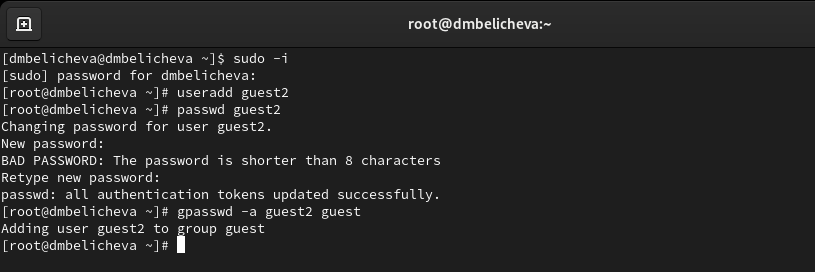 root@dmbelicheva:~
[dmbelicheva@dmbelicheva ~]$ sudo -i
[sudo] password for dmbelicheva:
[root@dmbelicheva ~]# useradd guest2
[root@dmbelicheva ~]# passwd guest2
Changing password for user guest2.
New password:
BAD PASSWORD: The password is shorter than 8 characters
Retype new password:
passwd: all authentication tokens updated successfully.
[root@dmbelicheva ~]# gpasswd -a guest2 guest
Adding user guest2 to group guest
[root@dmbelicheva ~]#